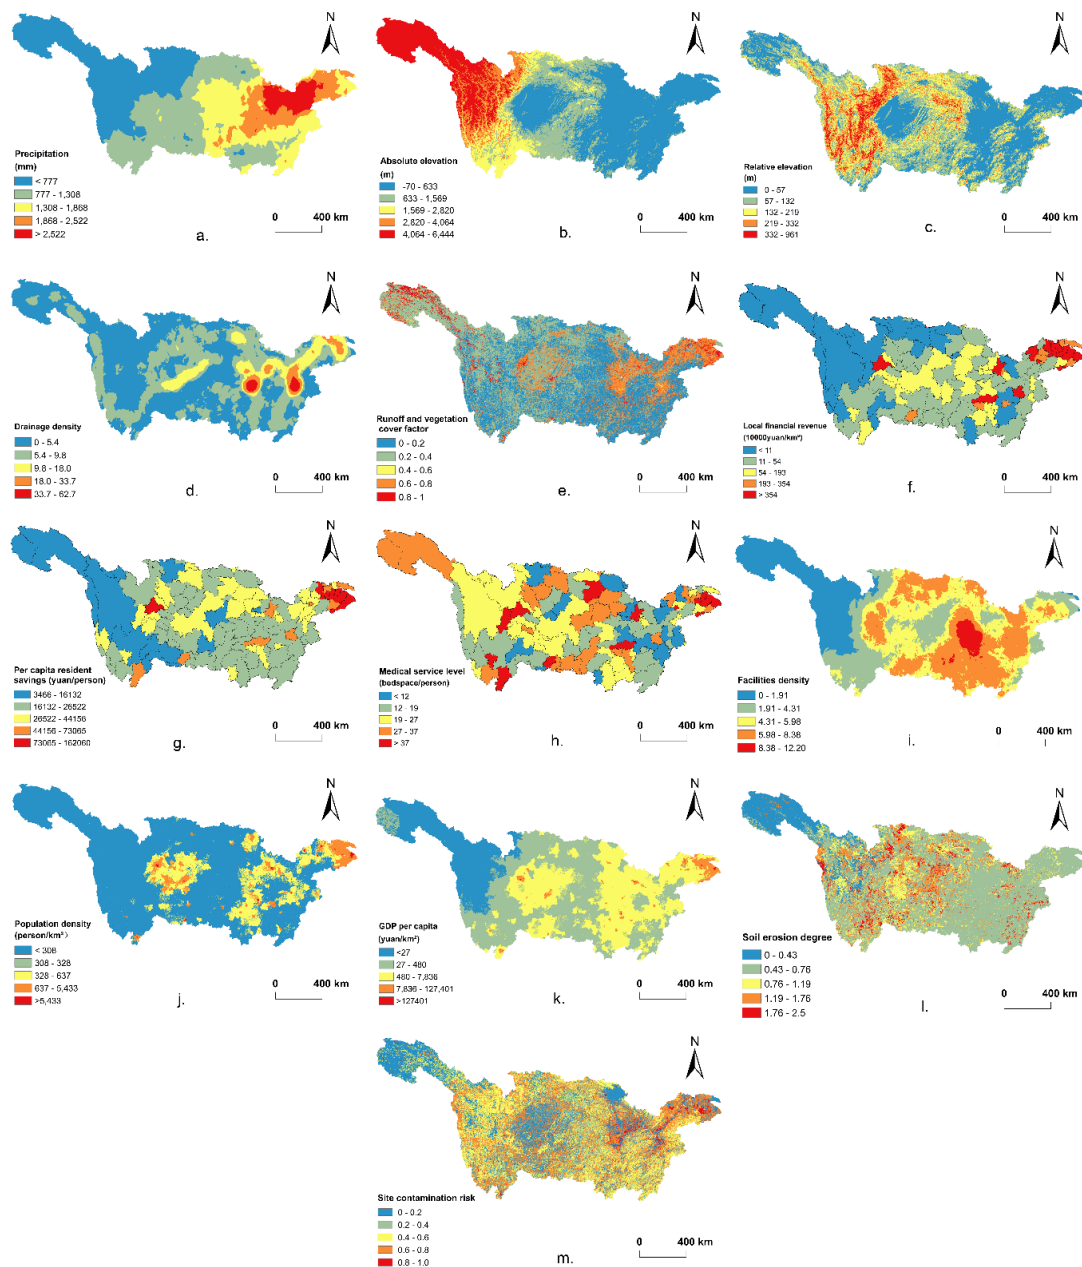 N
Precipitation
(mm)
< 777
777 - 1,308
1,308 - 1,868
1,868 - 2,522
> 2,522
0 400 km
a.
N
Absolute elevation
(m)
-70 - 633
633 - 1,569
1,569 - 2,820
2,820 - 4,064
4,064 - 6,444
0 400 km
b.
N
Relative elevation
(m)
0 - 57
57 - 132
132 - 219
219 - 332
332 - 961
0 400 km
c.
N
Drainage density
0 - 5.4
5.4 - 9.8
9.8 - 18.0
18.0 - 33.7
33.7 - 62.7
0 400 km
d.
N
Runoff and vegetation
cover factor
0 - 0.2
0.2 - 0.4
0.4 - 0.6
0.6 - 0.8
0.8 - 1
0 400 km
e.
N
Local financial revenue
(10000yuan/km²)
< 11
11 - 54
54 - 193
193 - 354
> 354
0 400 km
f.
N
Per capita resident
savings (yuan/person)
3466 - 16132
16132 - 26522
26522 - 44156
44156 - 73065
73065 - 162060
0 400 km
g.
N
Medical service level
(bedspace/person)
< 12
12 - 19
19 - 27
27 - 37
> 37
0 400 km
h.
N
Facilities density
0 - 1.91
1.91 - 4.31
4.31 - 5.98
5.98 - 8.38
8.38 - 12.20
0 400 km
i.
N
Population density
(person/km²)
< 308
308 - 328
328 - 637
637 - 5,433
>5,433
0 400 km
j.
N
GDP per capita
(yuan/km²)
<27
27 - 480
480 - 7,836
7,836 - 127,401
>127401
0 400 km
k.
N
Soil erosion degree
0 - 0.43
0.43 - 0.76
0.76 - 1.19
1.19 - 1.76
1.76 - 2.5
0 400 km
l.
N
Site contamination risk
0 - 0.2
0.2 - 0.4
0.4 - 0.6
0.6 - 0.8
0.8 - 1.0
0 400 km
m.